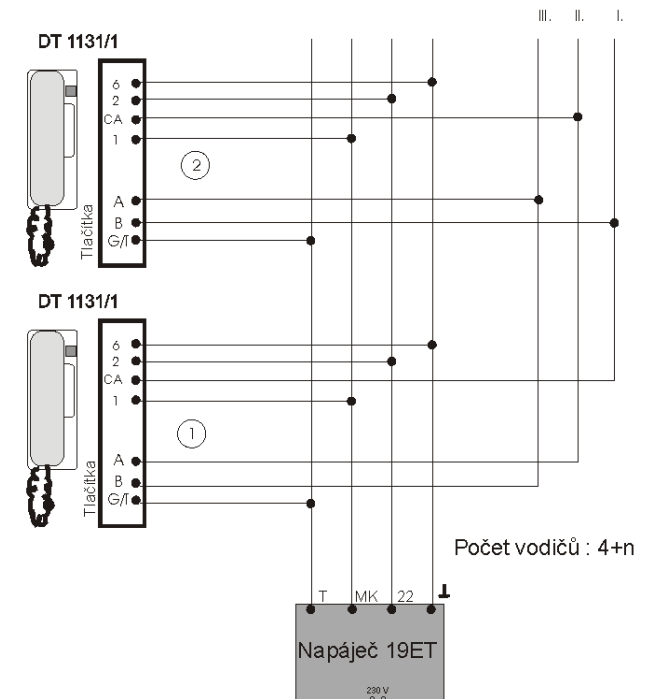 III. II. I.
DT 1131/1
6
2
CA
1
2
A
B
G/T
Tlačítka
DT 1131/1
6
2
CA
1
1
A
B
G/T
Tlačítka
Počet vodičů : 4+n
T MK 22 ⊥
Napáječ 19ET
230 V